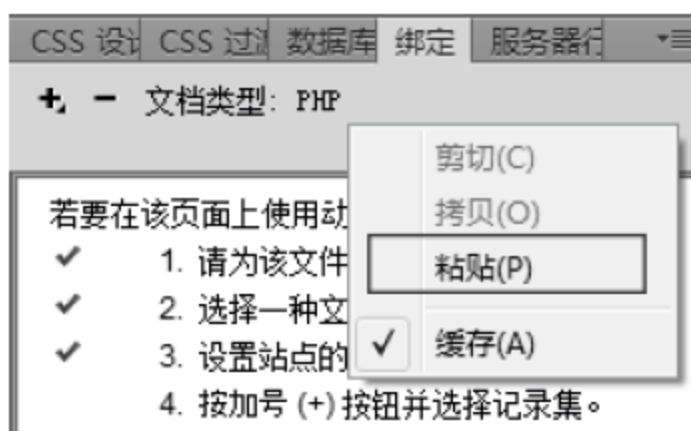 CSS 设 CSS 过 数据库 绑定 服务器行
文档类型: PHP
剪切(C)
拷贝(O)
粘贴(P)
缓存(A)
若要在该页面上使用动
1. 请为该文件
2. 选择一种文
3. 设置站点的
4. 按加号 (+) 按钮并选择记录集。